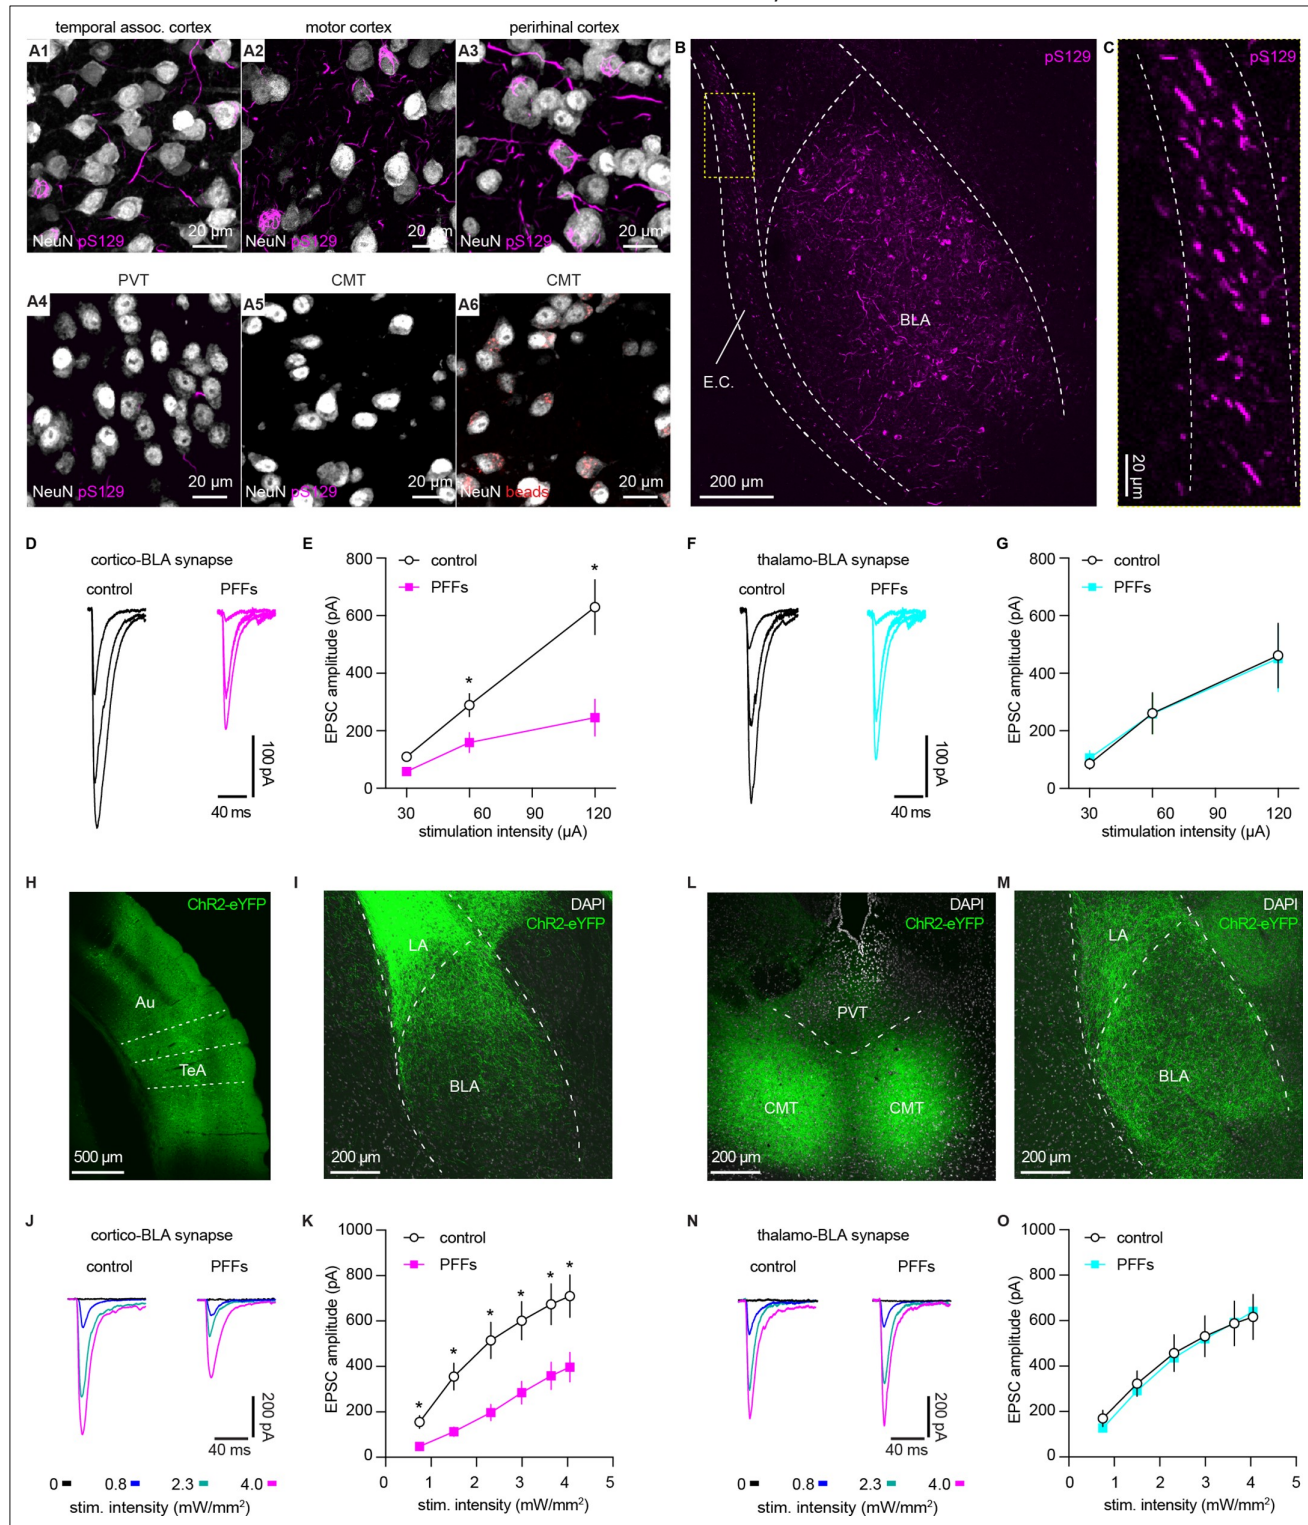 temporal assoc. cortex
motor cortex
perirhinal cortex
A1
A2
A3
NeuN pS129
20 µm
NeuN pS129
20 µm
NeuN pS129
20 µm
PVT
CMT
CMT
A4
A5
A6
NeuN pS129
20 µm
NeuN pS129
20 µm
NeuN beads
20 µm
B
pS129
BLA
E.C.
200 µm
C
pS129
20 µm
D
cortico-BLA synapse
control
PFFs
100 pA
40 ms
E
control
PFFs
*
*
EPSC amplitude (pA)
800
600
400
200
0
30
60
90
120
stimulation intensity (µA)
F
thalamo-BLA synapse
control
PFFs
100 pA
40 ms
G
control
PFFs
EPSC amplitude (pA)
800
600
400
200
0
30
60
90
120
stimulation intensity (µA)
H
ChR2-eYFP
Au
TeA
500 µm
I
DAPI
ChR2-eYFP
LA
BLA
200 µm
L
DAPI
ChR2-eYFP
PVT
CMT
CMT
200 µm
M
DAPI
ChR2-eYFP
LA
BLA
200 µm
J
cortico-BLA synapse
control
PFFs
200 pA
40 ms
0
0.8
2.3
4.0
stim. intensity (mW/mm²)
K
control
PFFs
* * * * * *
EPSC amplitude (pA)
1000
800
600
400
200
0
0
1
2
3
4
5
stim. intensity (mW/mm²)
N
thalamo-BLA synapse
control
PFFs
200 pA
40 ms
0
0.8
2.3
4.0
stim. intensity (mW/mm²)
O
control
PFFs
EPSC amplitude (pA)
1000
800
600
400
200
0
0
1
2
3
4
5
stim. intensity (mW/mm²)